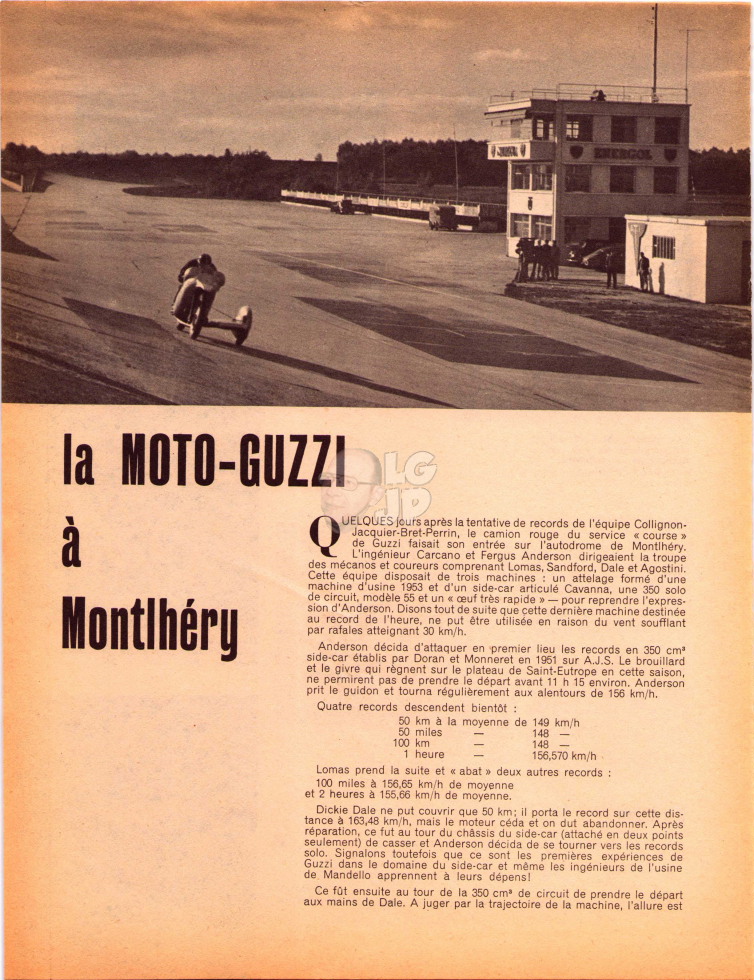 ENERGOL
la MOTO-GUZZI
à
Montlhéry
LG
JP
QUELQUES jours après la tentative de records de l'équipe Collignon-
Jacquier-Bret-Perrin, le camion rouge du service « course »
de Guzzi faisait son entrée sur l'autodrome de Montlhéry.
L'ingénieur Carcano et Fergus Anderson dirigeaient la troupe
des mécanos et coureurs comprenant Lomas, Sandford, Dale et Agostini.
Cette équipe disposait de trois machines : un attelage formé d'une
machine d'usine 1953 et d'un side-car articulé Cavanna, une 350 solo
de circuit, modèle 55 et un « œuf très rapide » — pour reprendre l'expres-
sion d'Anderson. Disons tout de suite que cette dernière machine destinée
au record de l'heure, ne put être utilisée en raison du vent soufflant
par rafales atteignant 30 km/h.
Anderson décida d'attaquer en premier lieu les records en 350 cm³
side-car établis par Doran et Monneret en 1951 sur A.J.S. Le brouillard
et le givre qui règnent sur le plateau de Saint-Eutrope en cette saison,
ne permirent pas de prendre le départ avant 11 h 15 environ. Anderson
prit le guidon et tourna régulièrement aux alentours de 156 km/h.
Quatre records descendent bientôt :
50 km à la moyenne de 149 km/h
50 miles — 148 —
100 km — 148 —
1 heure — 156,570 km/h
Lomas prend la suite et « abat » deux autres records :
100 miles à 156,65 km/h de moyenne
et 2 heures à 155,66 km/h de moyenne.
Dickie Dale ne put couvrir que 50 km; il porta le record sur cette dis-
tance à 163,48 km/h, mais le moteur céda et on dut abandonner. Après
réparation, ce fut au tour du châssis du side-car (attaché en deux points
seulement) de casser et Anderson décida de se tourner vers les records
solo. Signalons toutefois que ce sont les premières expériences de
Guzzi dans le domaine du side-car et même les ingénieurs de l'usine
de Mandello apprennent à leurs dépens!
Ce fût ensuite au tour de la 350 cm³ de circuit de prendre le départ
aux mains de Dale. A juger par la trajectoire de la machine, l'allure est